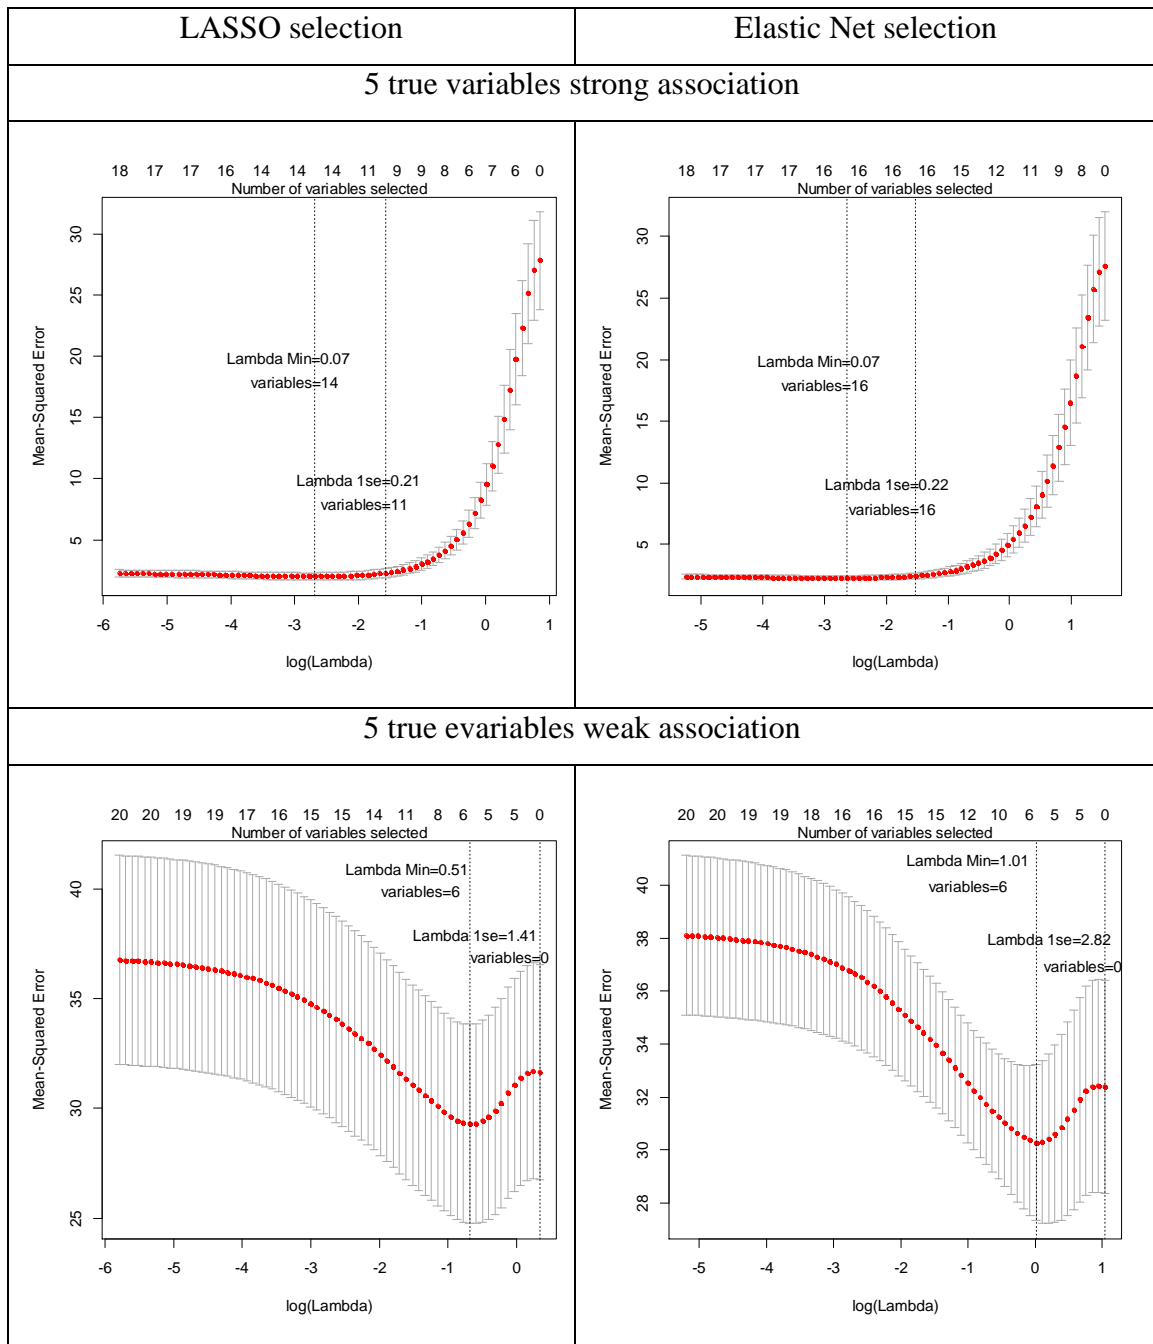 LASSO selection
Elastic Net selection
5 true variables strong association
18 17 17 16 14 14 14 11 9 9 8 6 7 6 0
Number of variables selected
Mean-Squared Error
30
25
20
15
10
5
Lambda Min=0.07
variables=14
Lambda 1se=0.21
variables=11
-6 -5 -4 -3 -2 -1 0 1
log(Lambda)
18 17 17 17 16 16 16 16 15 12 11 9 8 0
Number of variables selected
Mean-Squared Error
30
25
20
15
10
5
Lambda Min=0.07
variables=16
Lambda 1se=0.22
variables=16
-5 -4 -3 -2 -1 0 1
log(Lambda)
5 true evariables weak association
20 20 19 19 17 16 15 15 14 11 8 6 5 5 0
Number of variables selected
Mean-Squared Error
40
35
30
25
Lambda Min=0.51
variables=6
Lambda 1se=1.41
variables=0
-6 -5 -4 -3 -2 -1 0
log(Lambda)
20 20 19 19 18 16 16 15 15 12 10 6 5 5 0
Number of variables selected
Mean-Squared Error
40
38
36
34
32
30
28
Lambda Min=1.01
variables=6
Lambda 1se=2.82
variables=0
-5 -4 -3 -2 -1 0 1
log(Lambda)